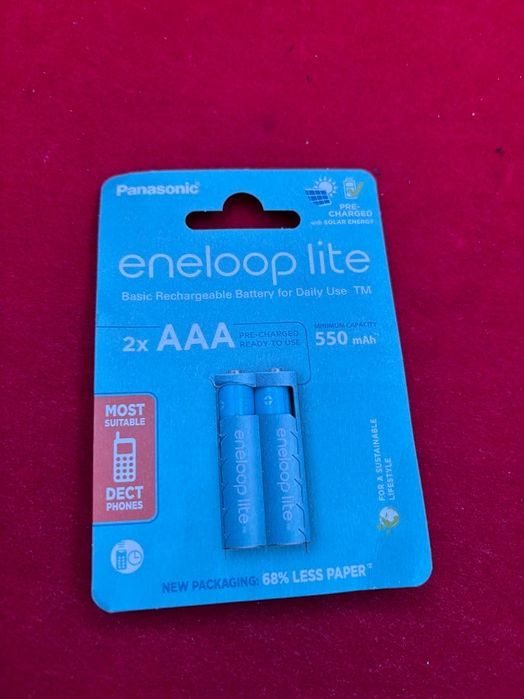 Panasonic
PRE-
CHARGED
with SOLAR ENERGY
eneloop lite
Basic Rechargeable Battery for Daily Use TM
2x AAA
PRE-CHARGED
READY TO USE
MINIMUM CAPACITY
550 mAh
MOST
SUITABLE
DECT
PHONES
eneloop lite
eneloop lite
FOR A SUSTAINABLE
LIFESTYLE
NEW PACKAGING: 68% LESS PAPER